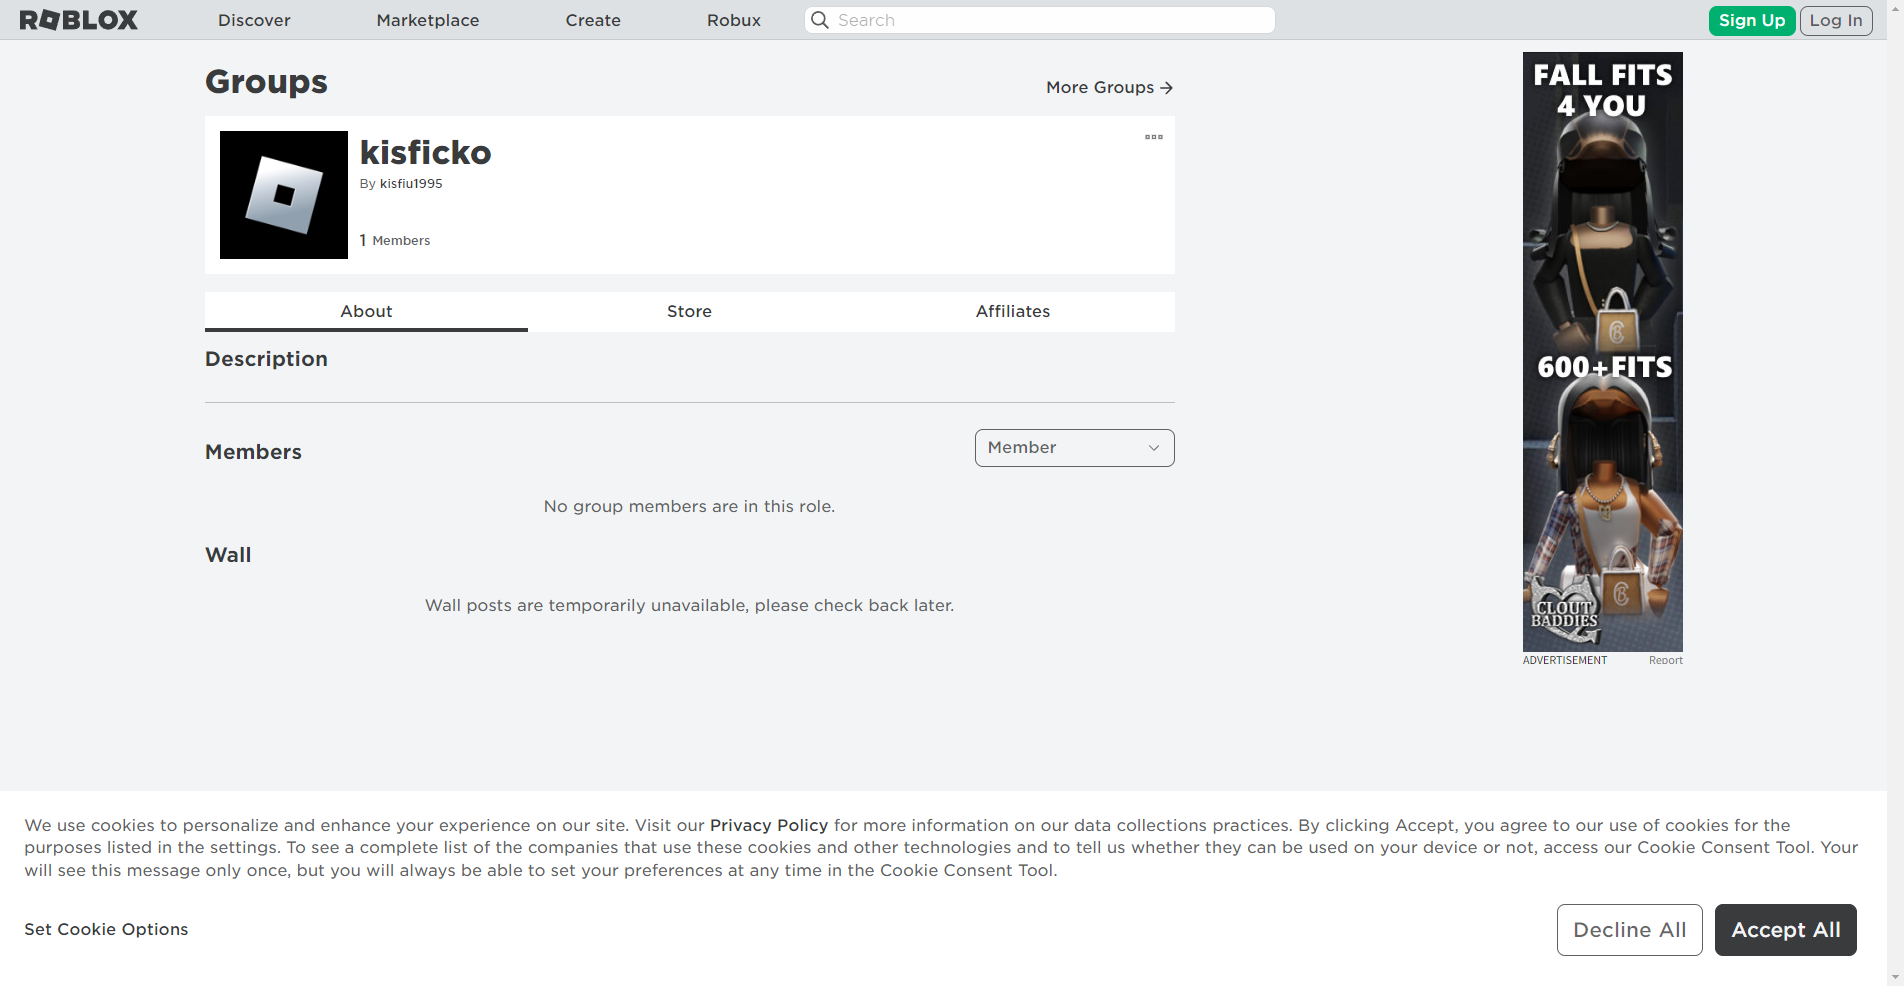 ROBLOX
Discover
Marketplace
Create
Robux
Search
Sign Up
Log In
Groups
More Groups
kisficko
By kisfiu1995
1 Members
About
Store
Affiliates
Description
Members
Member
No group members are in this role.
Wall
Wall posts are temporarily unavailable, please check back later.
FALL FITS
4 YOU
600+FITS
CLOUT
BADDIES
ADVERTISEMENT
Report
We use cookies to personalize and enhance your experience on our site. Visit our Privacy Policy for more information on our data collections practices. By clicking Accept, you agree to our use of cookies for the
purposes listed in the settings. To see a complete list of the companies that use these cookies and other technologies and to tell us whether they can be used on your device or not, access our Cookie Consent Tool. Your
will see this message only once, but you will always be able to set your preferences at any time in the Cookie Consent Tool.
Set Cookie Options
Decline All
Accept All